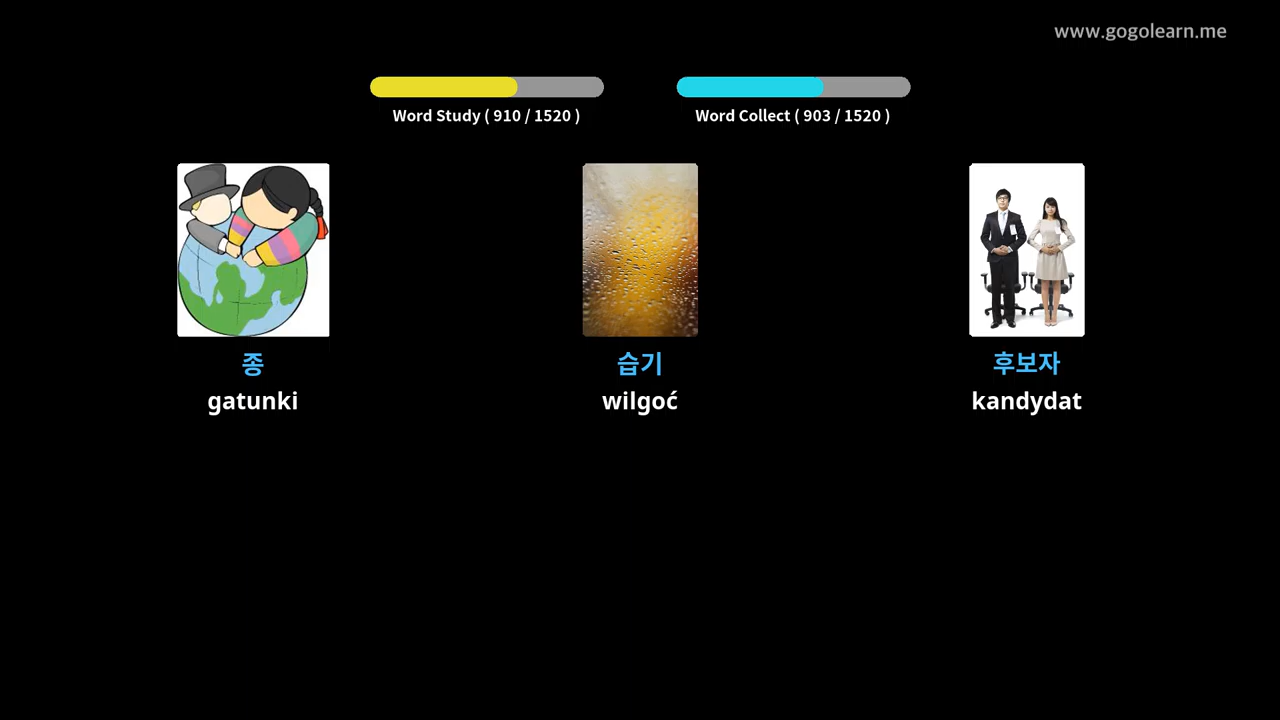 www.gogolearn.me
Word Study ( 910 / 1520 )
Word Collect ( 903 / 1520 )
종
gatunki
습기
wilgoć
후보자
kandydat